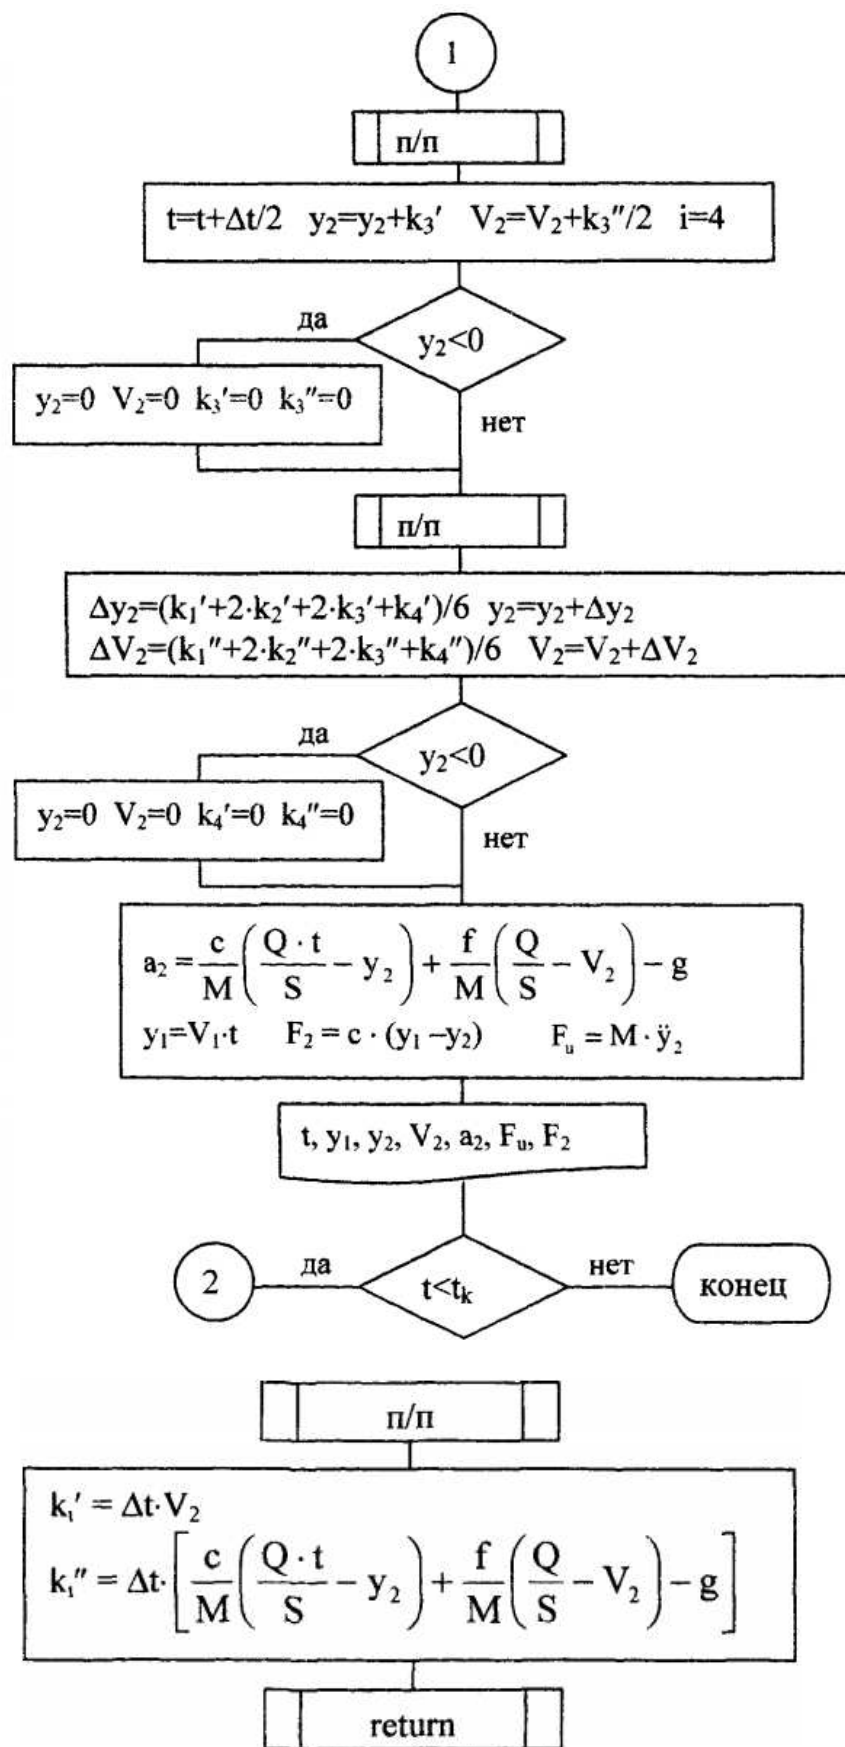 1
п/п
t=t+Δt/2 y₂=y₂+k₃′ V₂=V₂+k₃″/2 i=4
да
y₂<0
y₂=0 V₂=0 k₃′=0 k₃″=0
нет
п/п
Δy₂=(k₁′+2·k₂′+2·k₃′+k₄′)/6 y₂=y₂+Δy₂
ΔV₂=(k₁″+2·k₂″+2·k₃″+k₄″)/6 V₂=V₂+ΔV₂
да
y₂<0
y₂=0 V₂=0 k₄′=0 k₄″=0
нет
a₂ = c/M (Q · t/S − y₂) + f/M (Q/S − V₂) − g
y₁=V₁·t F₂ = c · (y₁ −y₂) Fᵤ = M · ÿ₂
t, y₁, y₂, V₂, a₂, Fᵤ, F₂
2
да
t<tₖ
нет
конец
п/п
kᵢ′ = Δt·V₂
kᵢ″ = Δt·[c/M (Q · t/S − y₂) + f/M (Q/S − V₂) − g]
return